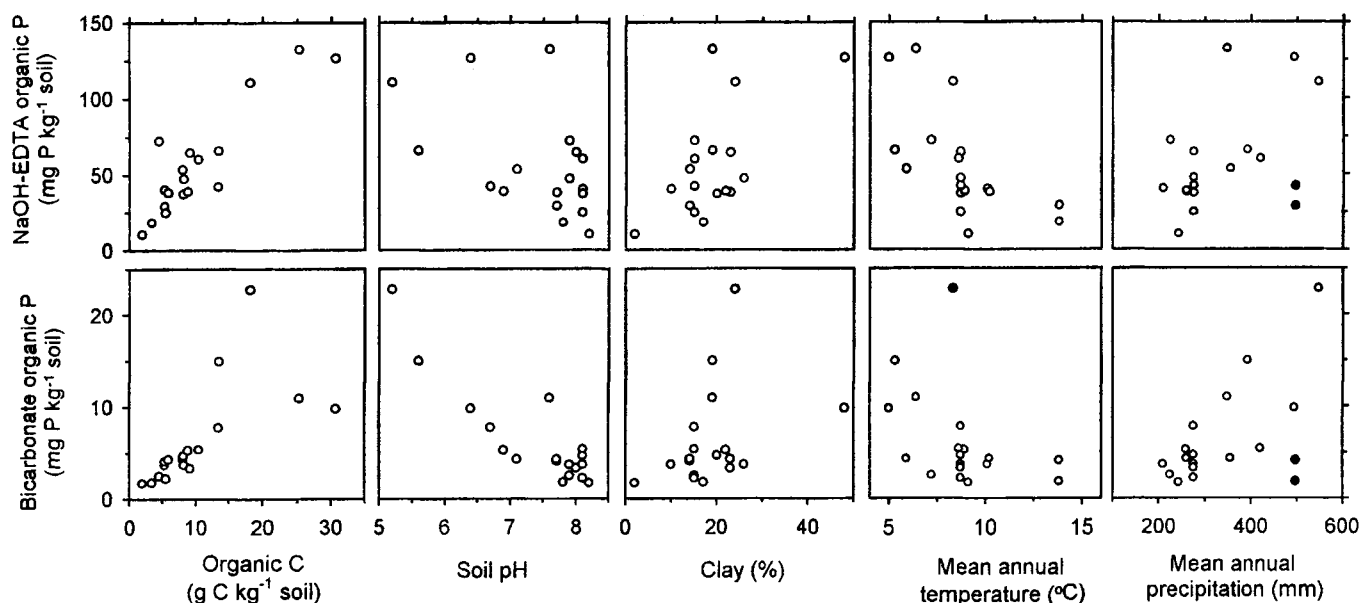 NaOH-EDTA organic P
(mg P kg⁻¹ soil)
150
125
100
75
50
25
0
Bicarbonate organic P
(mg P kg⁻¹ soil)
20
10
0
0 10 20 30
5 6 7 8
0 20 40
5 10 15
200 400 600
Organic C
(g C kg⁻¹ soil)
Soil pH
Clay (%)
Mean annual
temperature (ºC)
Mean annual
precipitation (mm)